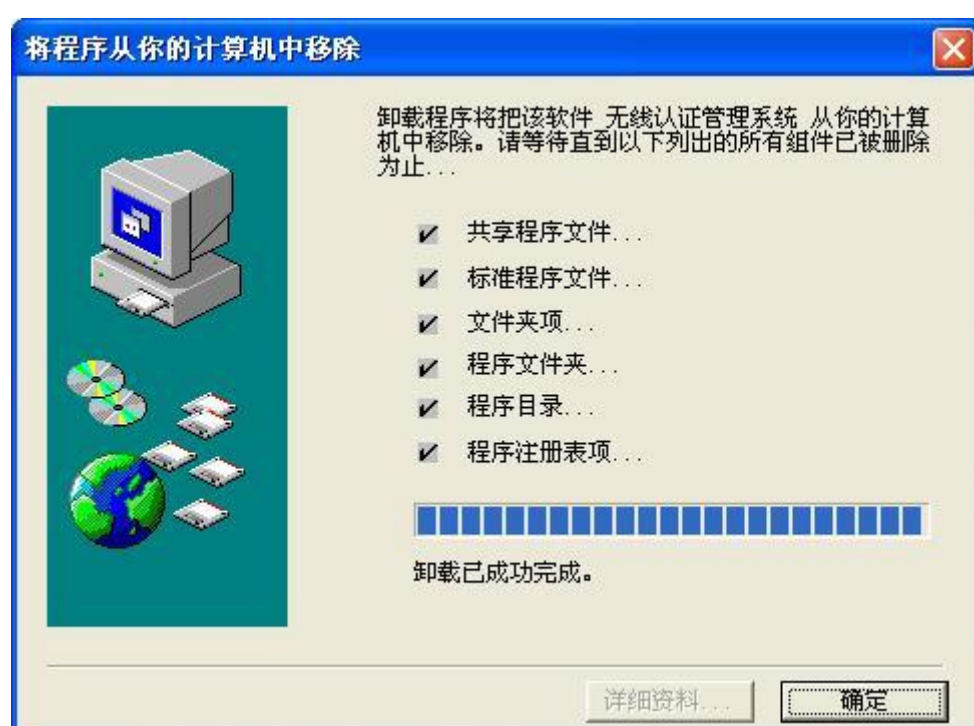 将程序从你的计算机中移除
卸载程序将把该软件 无线认证管理系统 从你的计算
机中移除。请等待直到以下列出的所有组件已被删除
为止...
共享程序文件...
标准程序文件...
文件夹项...
程序文件夹...
程序目录...
程序注册表项...
卸载已成功完成。
详细资料...
确定